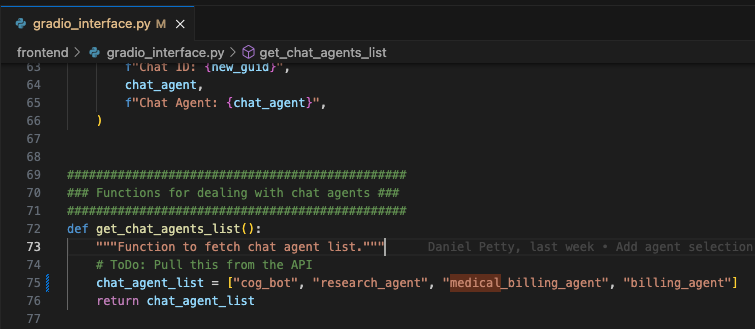 gradio_interface.py M ×
frontend > gradio_interface.py > get_chat_agents_list
63 f"Chat ID: {new_guid}",
64 chat_agent,
65 f"Chat Agent: {chat_agent}",
66 )
67
68
69 ###############################################
70 ### Functions for dealing with chat agents ###
71 ###############################################
72 def get_chat_agents_list():
73 """Function to fetch chat agent list.""" Daniel Petty, last week • Add agent selection
74 # ToDo: Pull this from the API
75 chat_agent_list = ["cog_bot", "research_agent", "medical_billing_agent", "billing_agent"]
76 return chat_agent_list
77